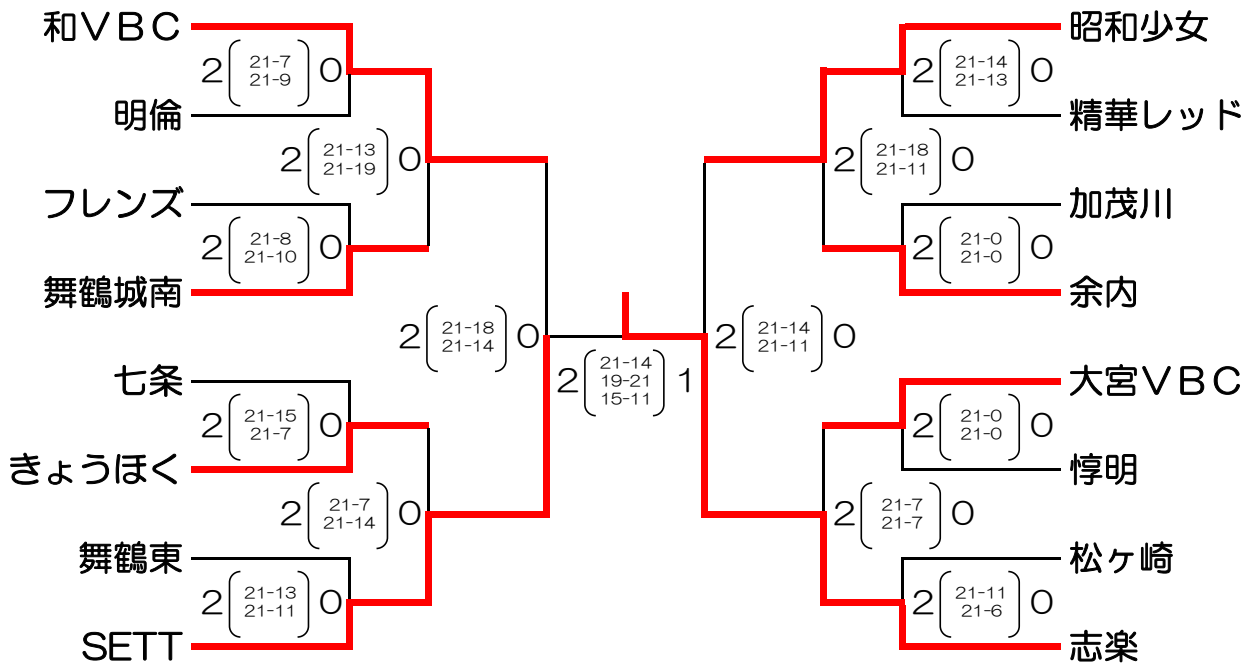 和ＶＢＣ
2 21-7 0
21-9
明倫
2 21-13 0
21-19
フレンズ
2 21-8 0
21-10
舞鶴城南
2 21-18 0
21-14
七条
2 21-15 0
21-7
きょうほく
2 21-7 0
21-14
舞鶴東
2 21-13 0
21-11
SETT
2 21-14 1
19-21
15-11
昭和少女
2 21-14 0
21-13
精華レッド
2 21-18 0
21-11
加茂川
2 21-0 0
21-0
余内
2 21-14 0
21-11
大宮ＶＢＣ
2 21-0 0
21-0
惇明
2 21-7 0
21-7
松ヶ崎
2 21-11 0
21-6
志楽